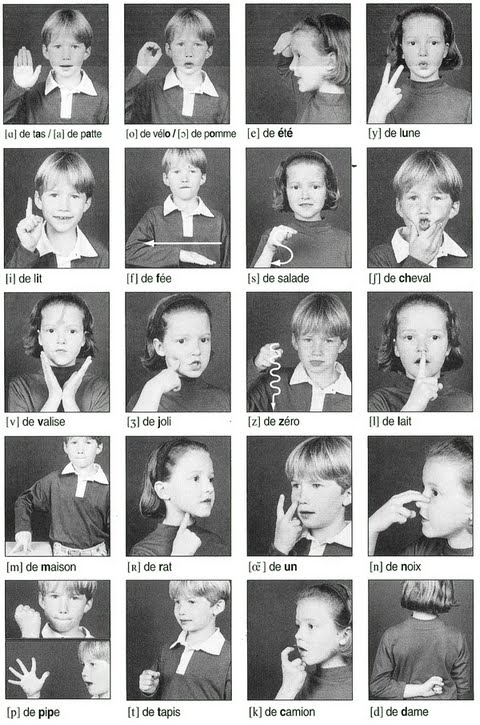 [ɑ] de tas / [a] de patte
[o] de vélo / [ɔ] de pomme
[e] de été
[y] de lune
[i] de lit
[f] de fée
[s] de salade
[ʃ] de cheval
[v] de valise
[ʒ] de joli
[z] de zéro
[l] de lait
[m] de maison
[ʀ] de rat
[œ̃] de un
[n] de noix
[p] de pipe
[t] de tapis
[k] de camion
[d] de dame